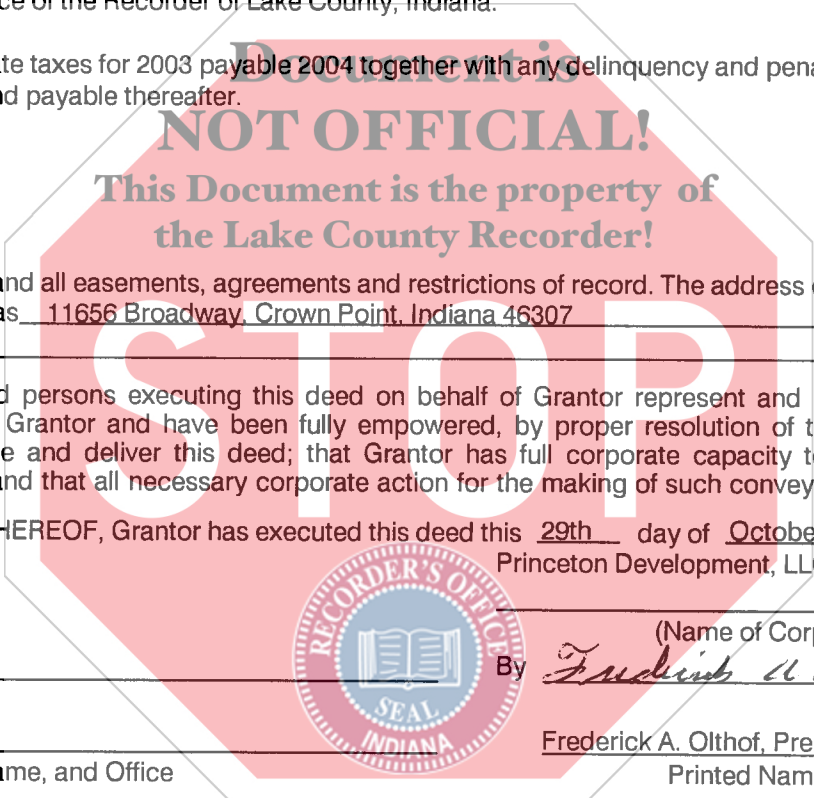 ce of the Recorder of Lake County, Indiana.
te taxes for 2003 payable 2004 together with any delinquency and pena
nd payable thereafter.
Document is
NOT OFFICIAL!
This Document is the property of
the Lake County Recorder!
and all easements, agreements and restrictions of record. The address
as 11656 Broadway, Crown Point, Indiana 46307
STOP
d persons executing this deed on behalf of Grantor represent and
Grantor and have been fully empowered, by proper resolution of t
e and deliver this deed; that Grantor has full corporate capacity t
and that all necessary corporate action for the making of such convey
HEREOF, Grantor has executed this deed this 29th day of Octobe
Princeton Development, LLC
(Name of Corp
By Frederick A
RECORDER'S OFFICE
SEAL
INDIANA
Frederick A. Olthof, Pre
ame, and Office
Printed Nam